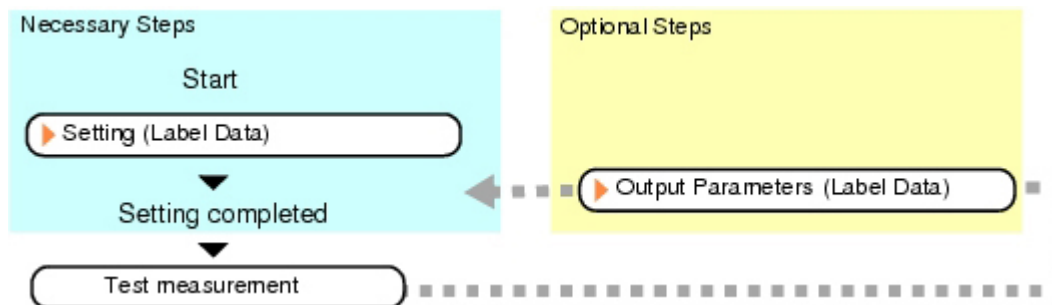 Necessary Steps
Start
Setting (Label Data)
Setting completed
Test measurement
Optional Steps
Output Parameters (Label Data)